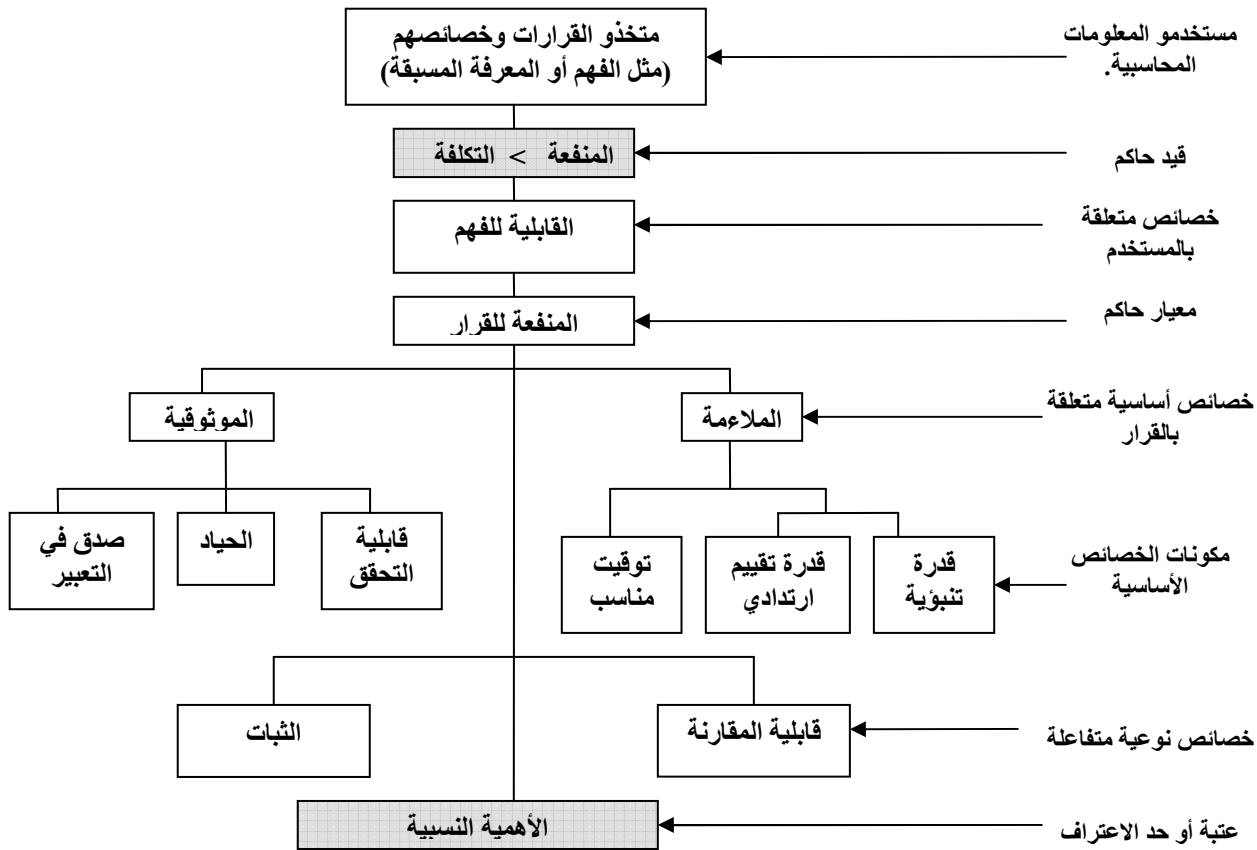 مستخدمو المعلومات
المحاسبية.
متخذو القرارات وخصائصهم
(مثل الفهم أو المعرفة المسبقة)
قيد حاكم
المنفعة > التكلفة
خصائص متعلقة
بالمستخدم
القابلية للفهم
معيار حاكم
المنفعة للقرار
خصائص أساسية متعلقة
بالقرار
الملاءمة
الموثوقية
مكونات الخصائص
الأساسية
قدرة
تنبؤية
قدرة تقييم
ارتدادي
توقيت
مناسب
قابلية
التحقق
الحياد
صدق في
التعبير
خصائص نوعية متفاعلة
قابلية المقارنة
الثبات
عتبة أو حد الاعتراف
الأهمية النسبية